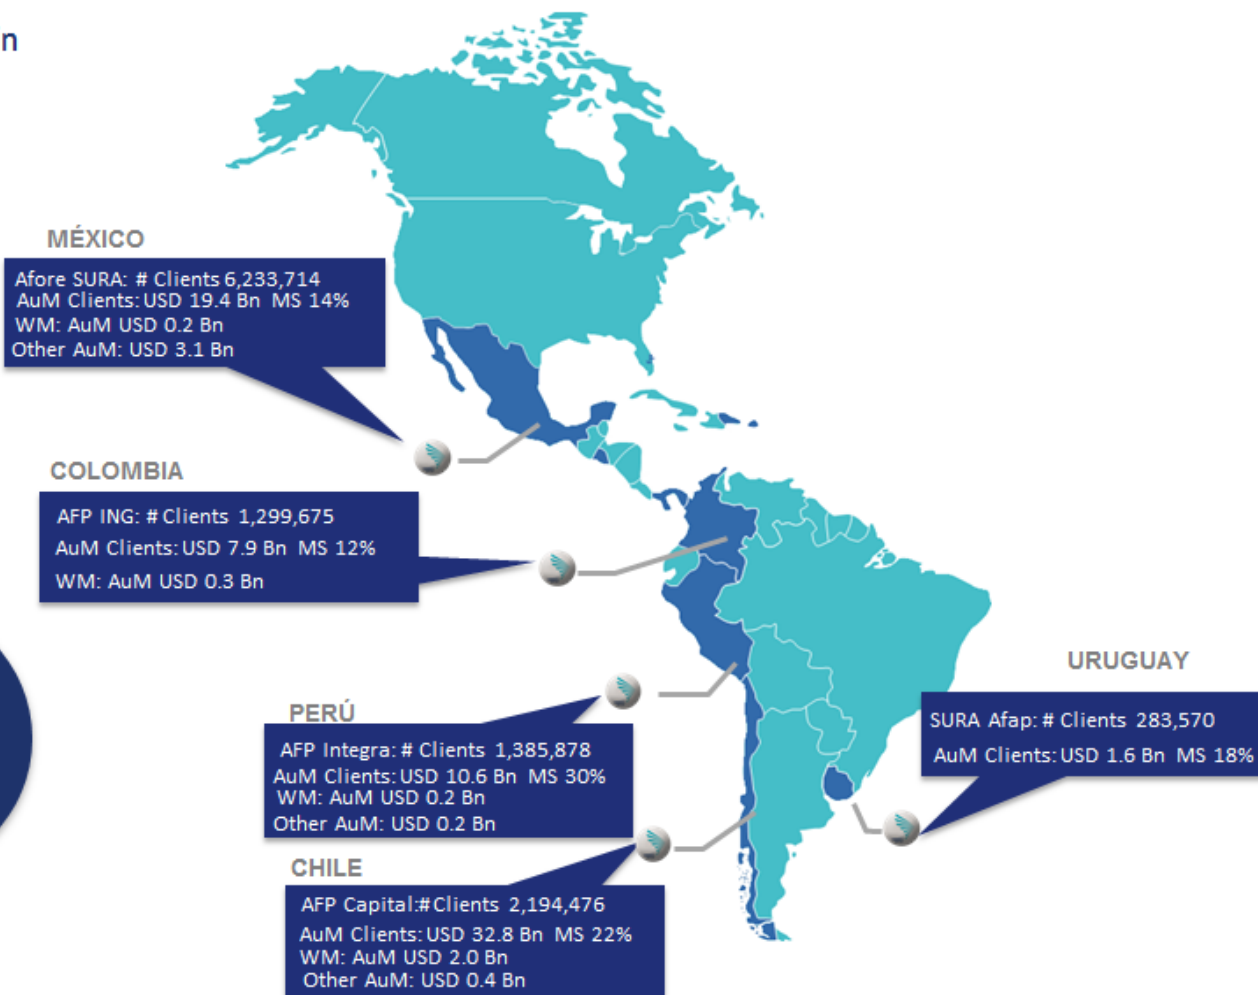 n
MÉXICO
Afore SURA: # Clients 6,233,714
AuM Clients: USD 19.4 Bn MS 14%
WM: AuM USD 0.2 Bn
Other AuM: USD 3.1 Bn
COLOMBIA
AFP ING: # Clients 1,299,675
AuM Clients: USD 7.9 Bn MS 12%
WM: AuM USD 0.3 Bn
PERÚ
AFP Integra: # Clients 1,385,878
AuM Clients: USD 10.6 Bn MS 30%
WM: AuM USD 0.2 Bn
Other AuM: USD 0.2 Bn
URUGUAY
SURA Afap: # Clients 283,570
AuM Clients: USD 1.6 Bn MS 18%
CHILE
AFP Capital:# Clients 2,194,476
AuM Clients: USD 32.8 Bn MS 22%
WM: AuM USD 2.0 Bn
Other AuM: USD 0.4 Bn